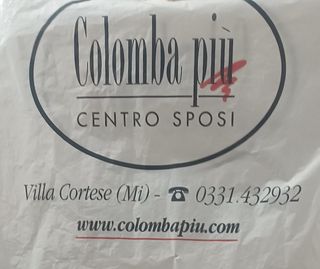 Colomba più
CENTRO SPOSI
Villa Cortese (Mi) - ☎ 0331.432932
www.colombapiu.com